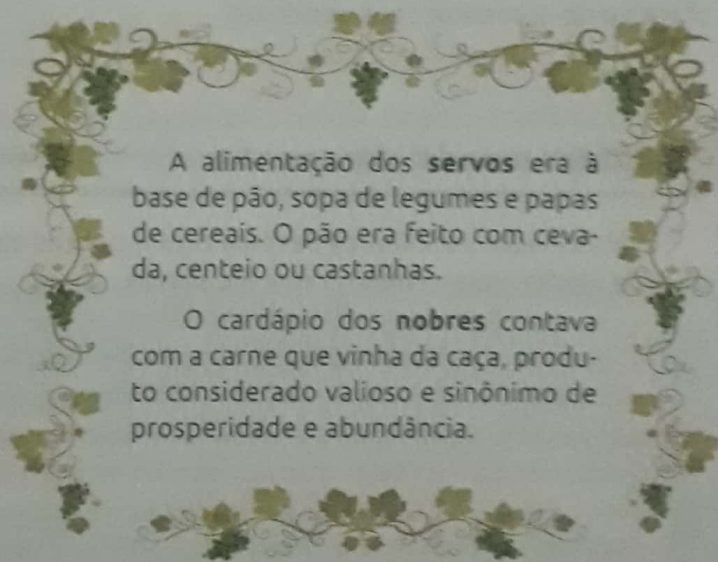 A alimentação dos servos era à
base de pão, sopa de legumes e papas
de cereais. O pão era feito com ceva-
da, centeio ou castanhas.
O cardápio dos nobres contava
com a carne que vinha da caça, produ-
to considerado valioso e sinônimo de
prosperidade e abundância.